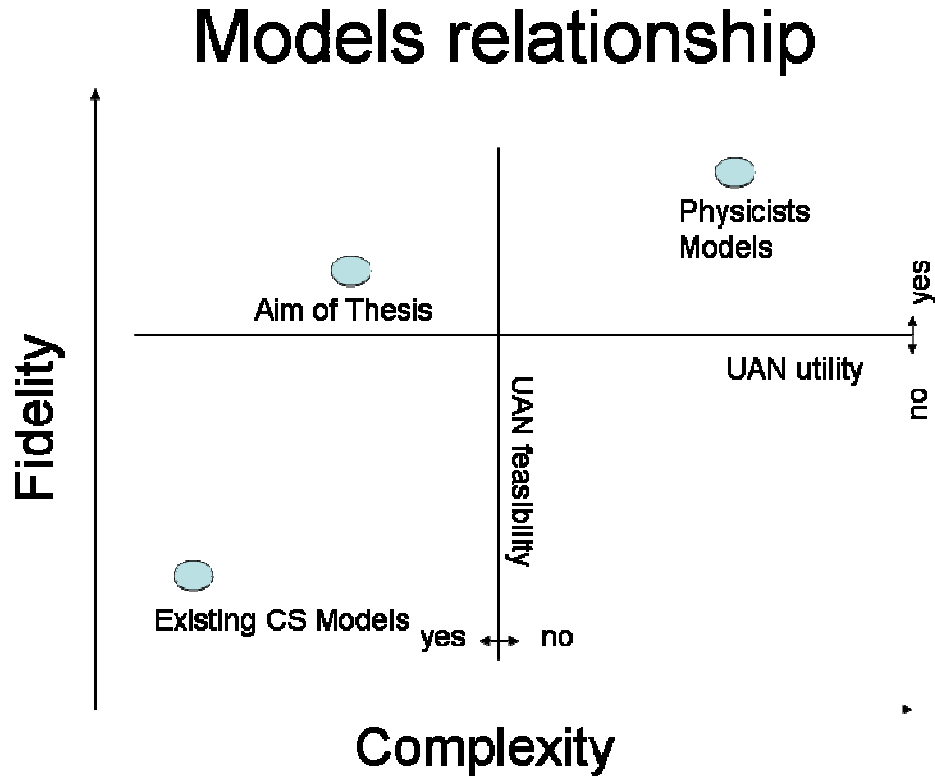 Models relationship
Physicists
Models
Aim of Thesis
yes
UAN utility
no
Fidelity
UAN feasibility
Existing CS Models
yes
no
Complexity